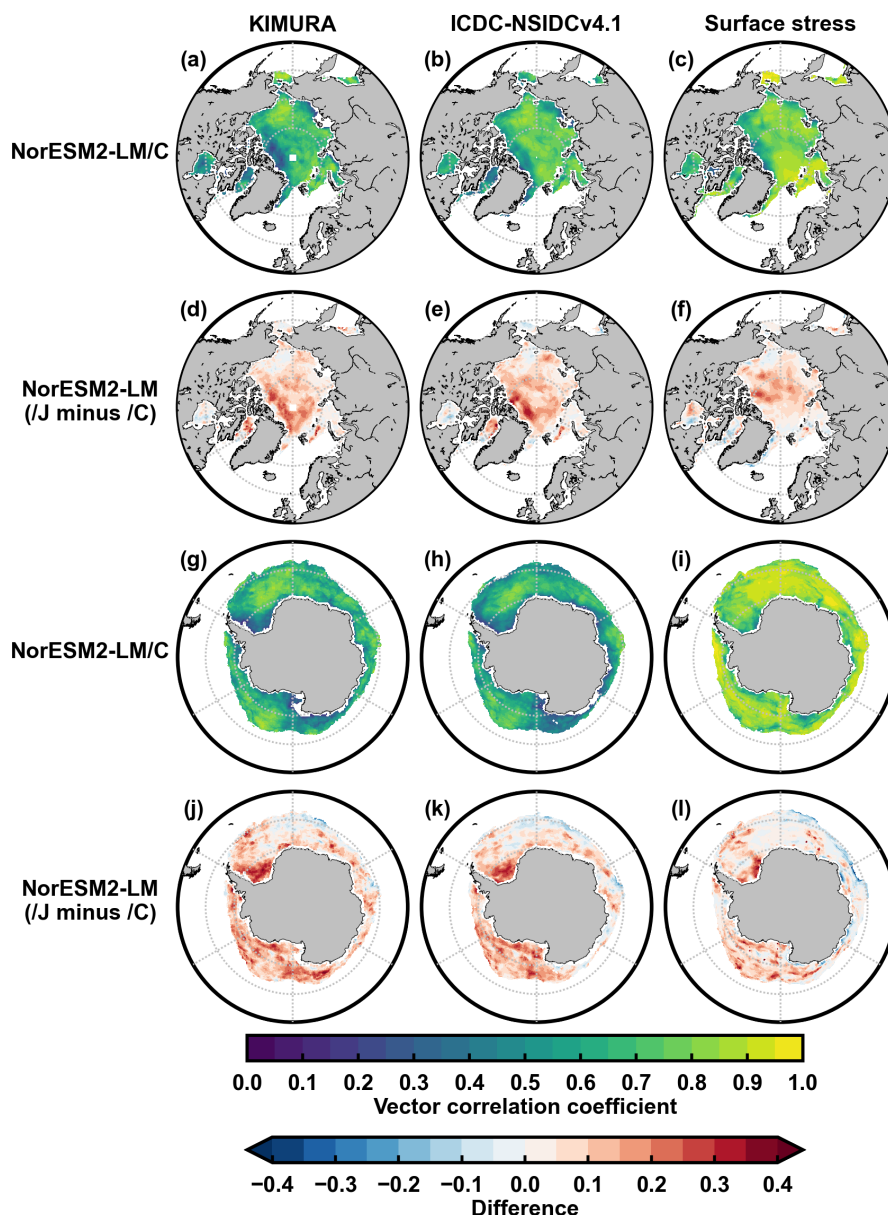 KIMURA ICDC-NSIDCv4.1 Surface stress
(a) (b) (c)
NorESM2-LM/C
(d) (e) (f)
NorESM2-LM
(/J minus /C)
(g) (h) (i)
NorESM2-LM/C
(j) (k) (l)
NorESM2-LM
(/J minus /C)
0.0 0.1 0.2 0.3 0.4 0.5 0.6 0.7 0.8 0.9 1.0
Vector correlation coefficient
−0.4 −0.3 −0.2 −0.1 0.0 0.1 0.2 0.3 0.4
Difference